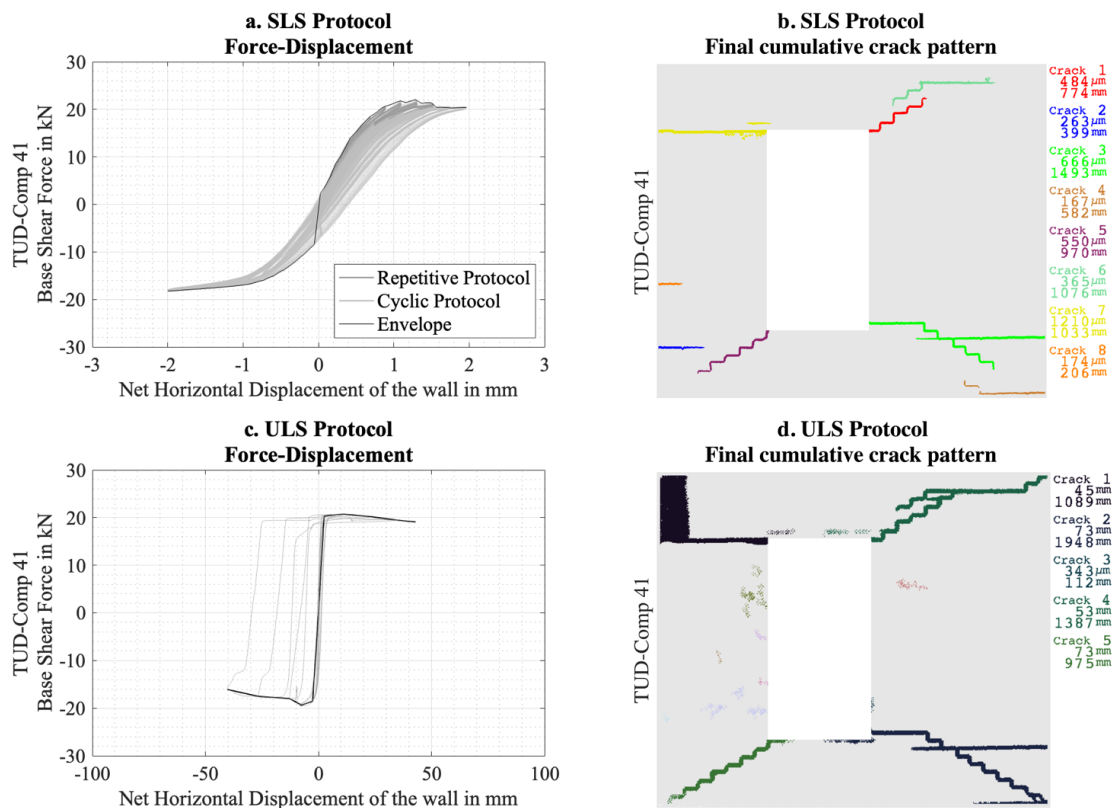 a. SLS Protocol
Force-Displacement
TUD-Comp 41
Base Shear Force in kN
30
20
10
0
-10
-20
-30
-3
-2
-1
0
1
2
3
Repetitive Protocol
Cyclic Protocol
Envelope
Net Horizontal Displacement of the wall in mm
b. SLS Protocol
Final cumulative crack pattern
TUD-Comp 41
Crack 1
484µm
774mm
Crack 2
263µm
399mm
Crack 3
666µm
1493mm
Crack 4
167µm
582mm
Crack 5
550µm
970mm
Crack 6
365µm
1076mm
Crack 7
1210µm
1033mm
Crack 8
174µm
206mm
c. ULS Protocol
Force-Displacement
TUD-Comp 41
Base Shear Force in kN
30
20
10
0
-10
-20
-30
-100
-50
0
50
100
Net Horizontal Displacement of the wall in mm
d. ULS Protocol
Final cumulative crack pattern
TUD-Comp 41
Crack 1
45mm
1089mm
Crack 2
73mm
1948mm
Crack 3
343µm
112mm
Crack 4
53mm
1387mm
Crack 5
73mm
975mm